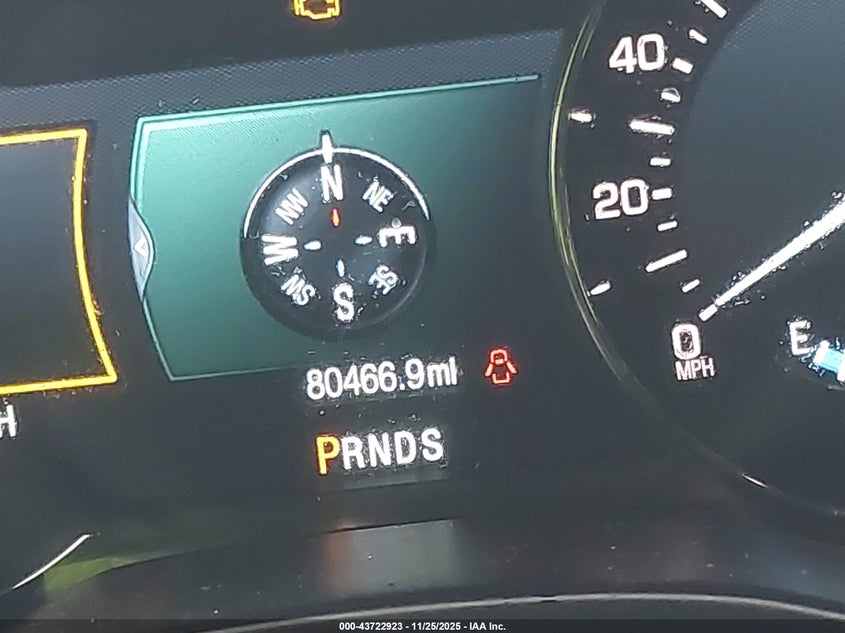 40
20
0
MPH
E
N
NE
E
SE
S
SW
W
NW
80466.9mi
PRNDS
H
000-43722923 - 11/25/2025 - IAA Inc.